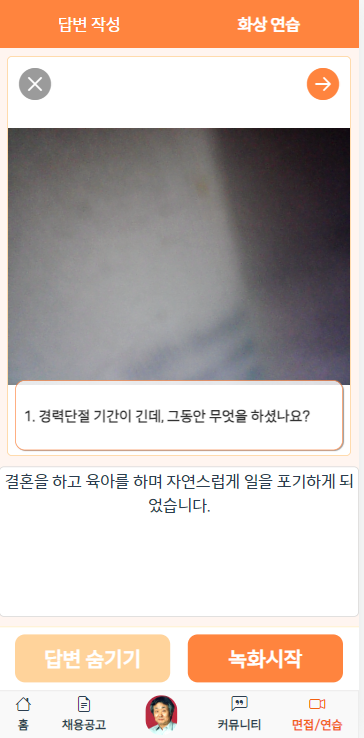 답변 작성
화상 연습
1. 경력단절 기간이 긴데, 그동안 무엇을 하셨나요?
결혼을 하고 육아를 하며 자연스럽게 일을 포기하게 되
었습니다.
답변 숨기기
녹화시작
홈
채용공고
커뮤니티
면접/연습